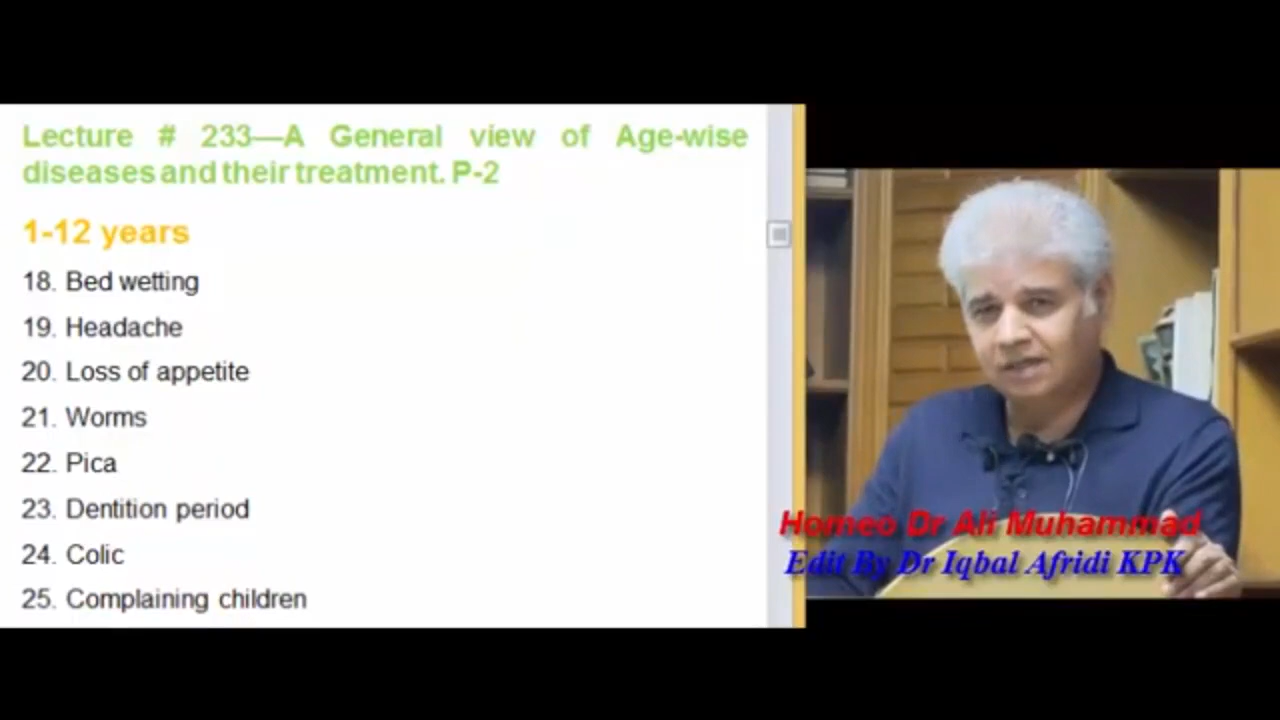 Lecture # 233—A General view of Age-wise
diseases and their treatment. P-2
1-12 years
18. Bed wetting
19. Headache
20. Loss of appetite
21. Worms
22. Pica
23. Dentition period
24. Colic
25. Complaining children
Homeo Dr Ali Muhammad
Edit By Dr Iqbal Afridi KPK